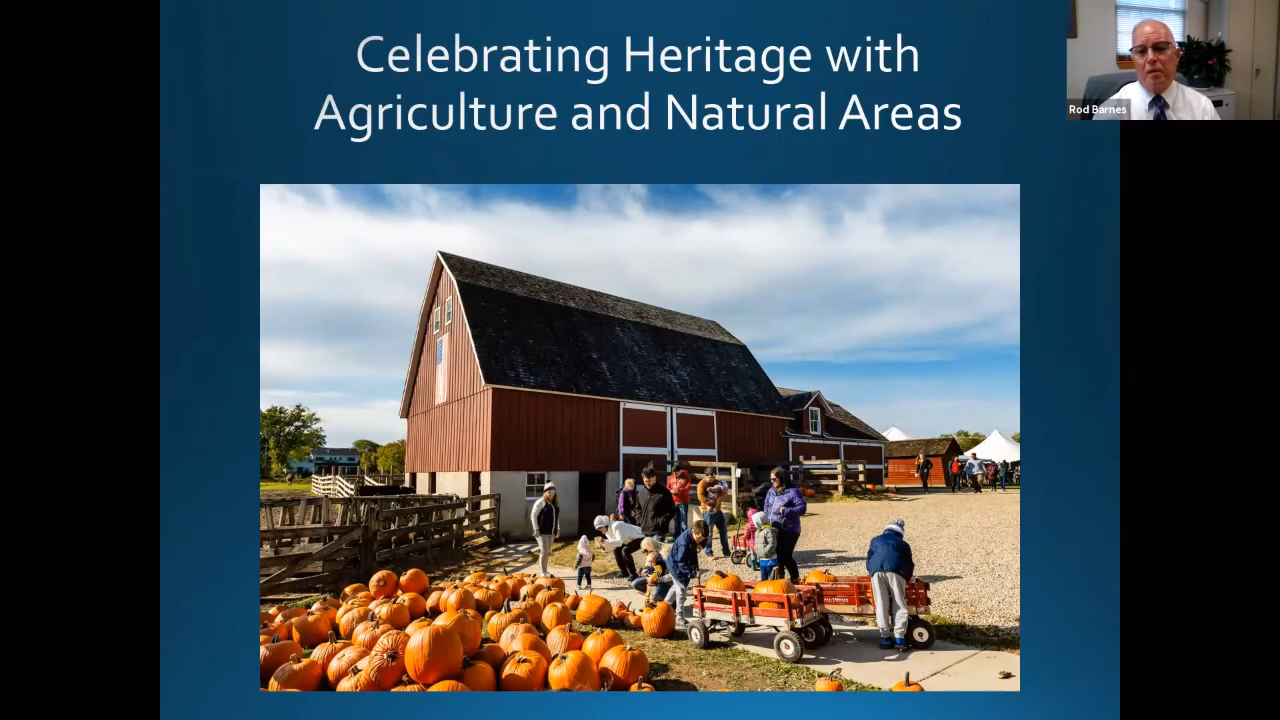 Celebrating Heritage with
Agriculture and Natural Areas
Rod Barnes